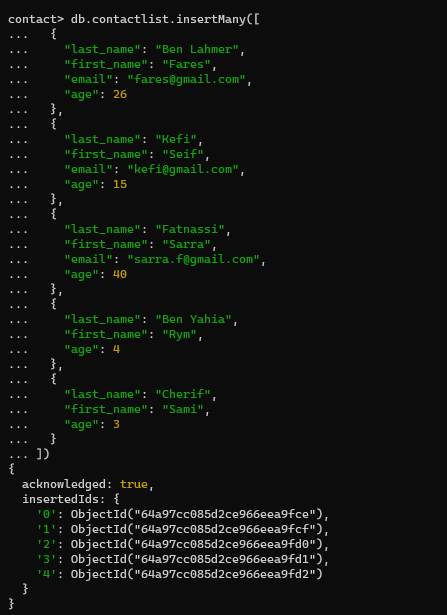 contact> db.contactlist.insertMany([
...   {
...     "last_name": "Ben Lahmer",
...     "first_name": "Fares",
...     "email": "fares@gmail.com",
...     "age": 26
...   },
...   {
...     "last_name": "Kefi",
...     "first_name": "Seif",
...     "email": "kefi@gmail.com",
...     "age": 15
...   },
...   {
...     "last_name": "Fatnassi",
...     "first_name": "Sarra",
...     "email": "sarra.f@gmail.com",
...     "age": 40
...   },
...   {
...     "last_name": "Ben Yahia",
...     "first_name": "Rym",
...     "age": 4
...   },
...   {
...     "last_name": "Cherif",
...     "first_name": "Sami",
...     "age": 3
...   }
... ])
{
  acknowledged: true,
  insertedIds: {
    '0': ObjectId("64a97cc085d2ce966eea9fce"),
    '1': ObjectId("64a97cc085d2ce966eea9fcf"),
    '2': ObjectId("64a97cc085d2ce966eea9fd0"),
    '3': ObjectId("64a97cc085d2ce966eea9fd1"),
    '4': ObjectId("64a97cc085d2ce966eea9fd2")
  }
}